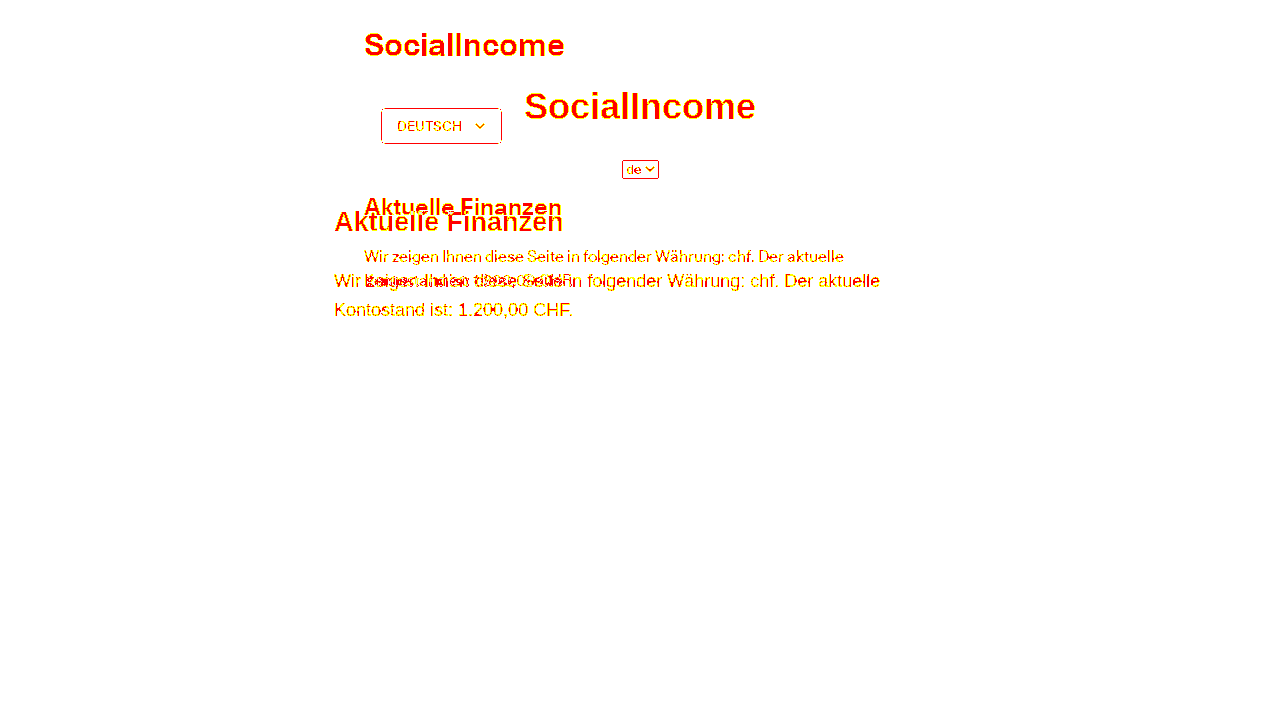 SocialIncome
SocialIncome
DEUTSCH
de
Aktuelle Finanzen
Aktuelle Finanzen
Wir zeigen Ihnen diese Seite in folgender Währung: chf. Der aktuelle
Wir zeigen Ihnen diese Seite in folgender Währung: chf. Der aktuelle
Kontostand ist: 1.200,00 CHF.